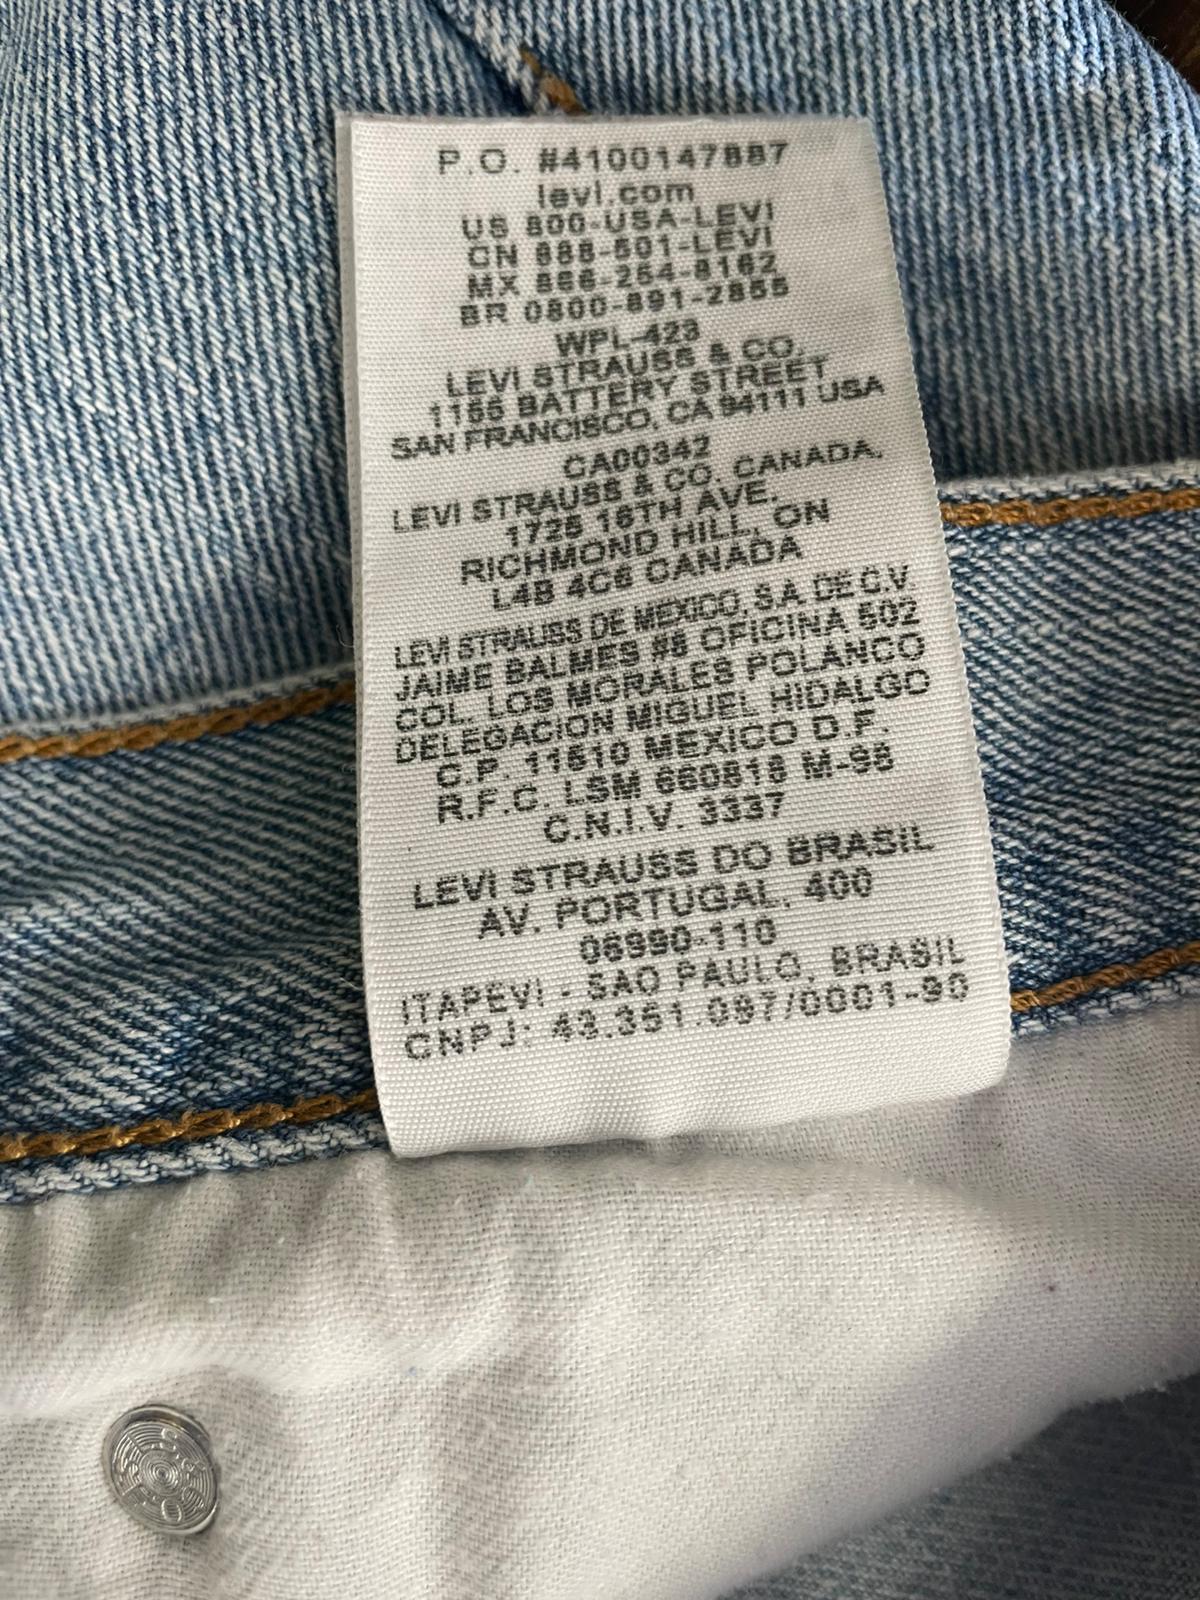 P.O. #4100147887
levi.com
US 800-USA-LEVI
CN 888-501-LEVI
MX 866-254-8162
BR 0800-891-2855
WPL-423
LEVI STRAUSS & CO.
1155 BATTERY STREET
SAN FRANCISCO, CA 94111 USA
CA00342
LEVI STRAUSS & CO. CANADA,
1725 16TH AVE.
RICHMOND HILL, ON
L4B 4C6 CANADA
LEVI STRAUSS DE MEXICO, S.A DE C.V.
JAIME BALMES #8 OFICINA 502
COL. LOS MORALES POLANCO
DELEGACION MIGUEL HIDALGO
C.P. 11510 MEXICO D.F.
R.F.C. LSM 660818 M-98
C.N.I.V. 3337
LEVI STRAUSS DO BRASIL
AV. PORTUGAL, 400
06690-110
ITAPEVI - SAO PAULO, BRASIL
CNPJ: 43.351.097/0001-90